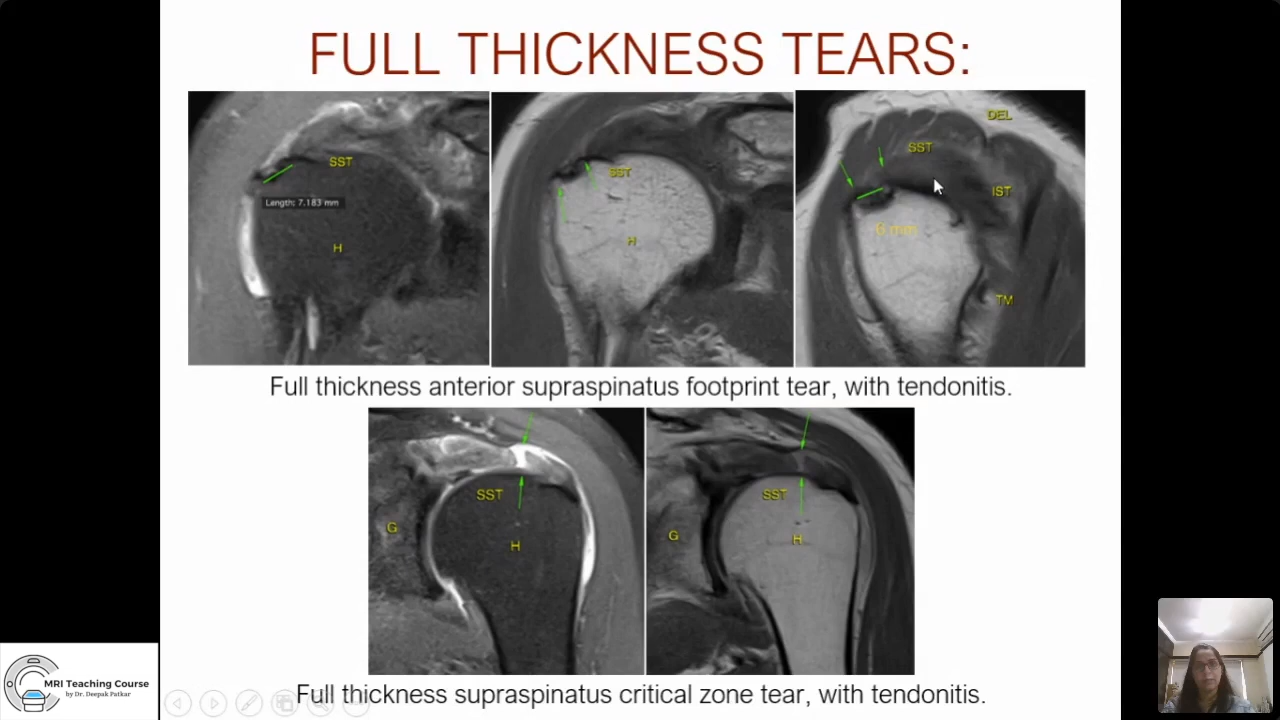 FULL THICKNESS TEARS:
SST
Length: 7.183 mm
H
SST
H
DEL
SST
IST
6 mm
TM
Full thickness anterior supraspinatus footprint tear, with tendonitis.
SST
G
H
SST
G
H
Full thickness supraspinatus critical zone tear, with tendonitis.
MRI Teaching Course
by Dr. Deepak Patkar